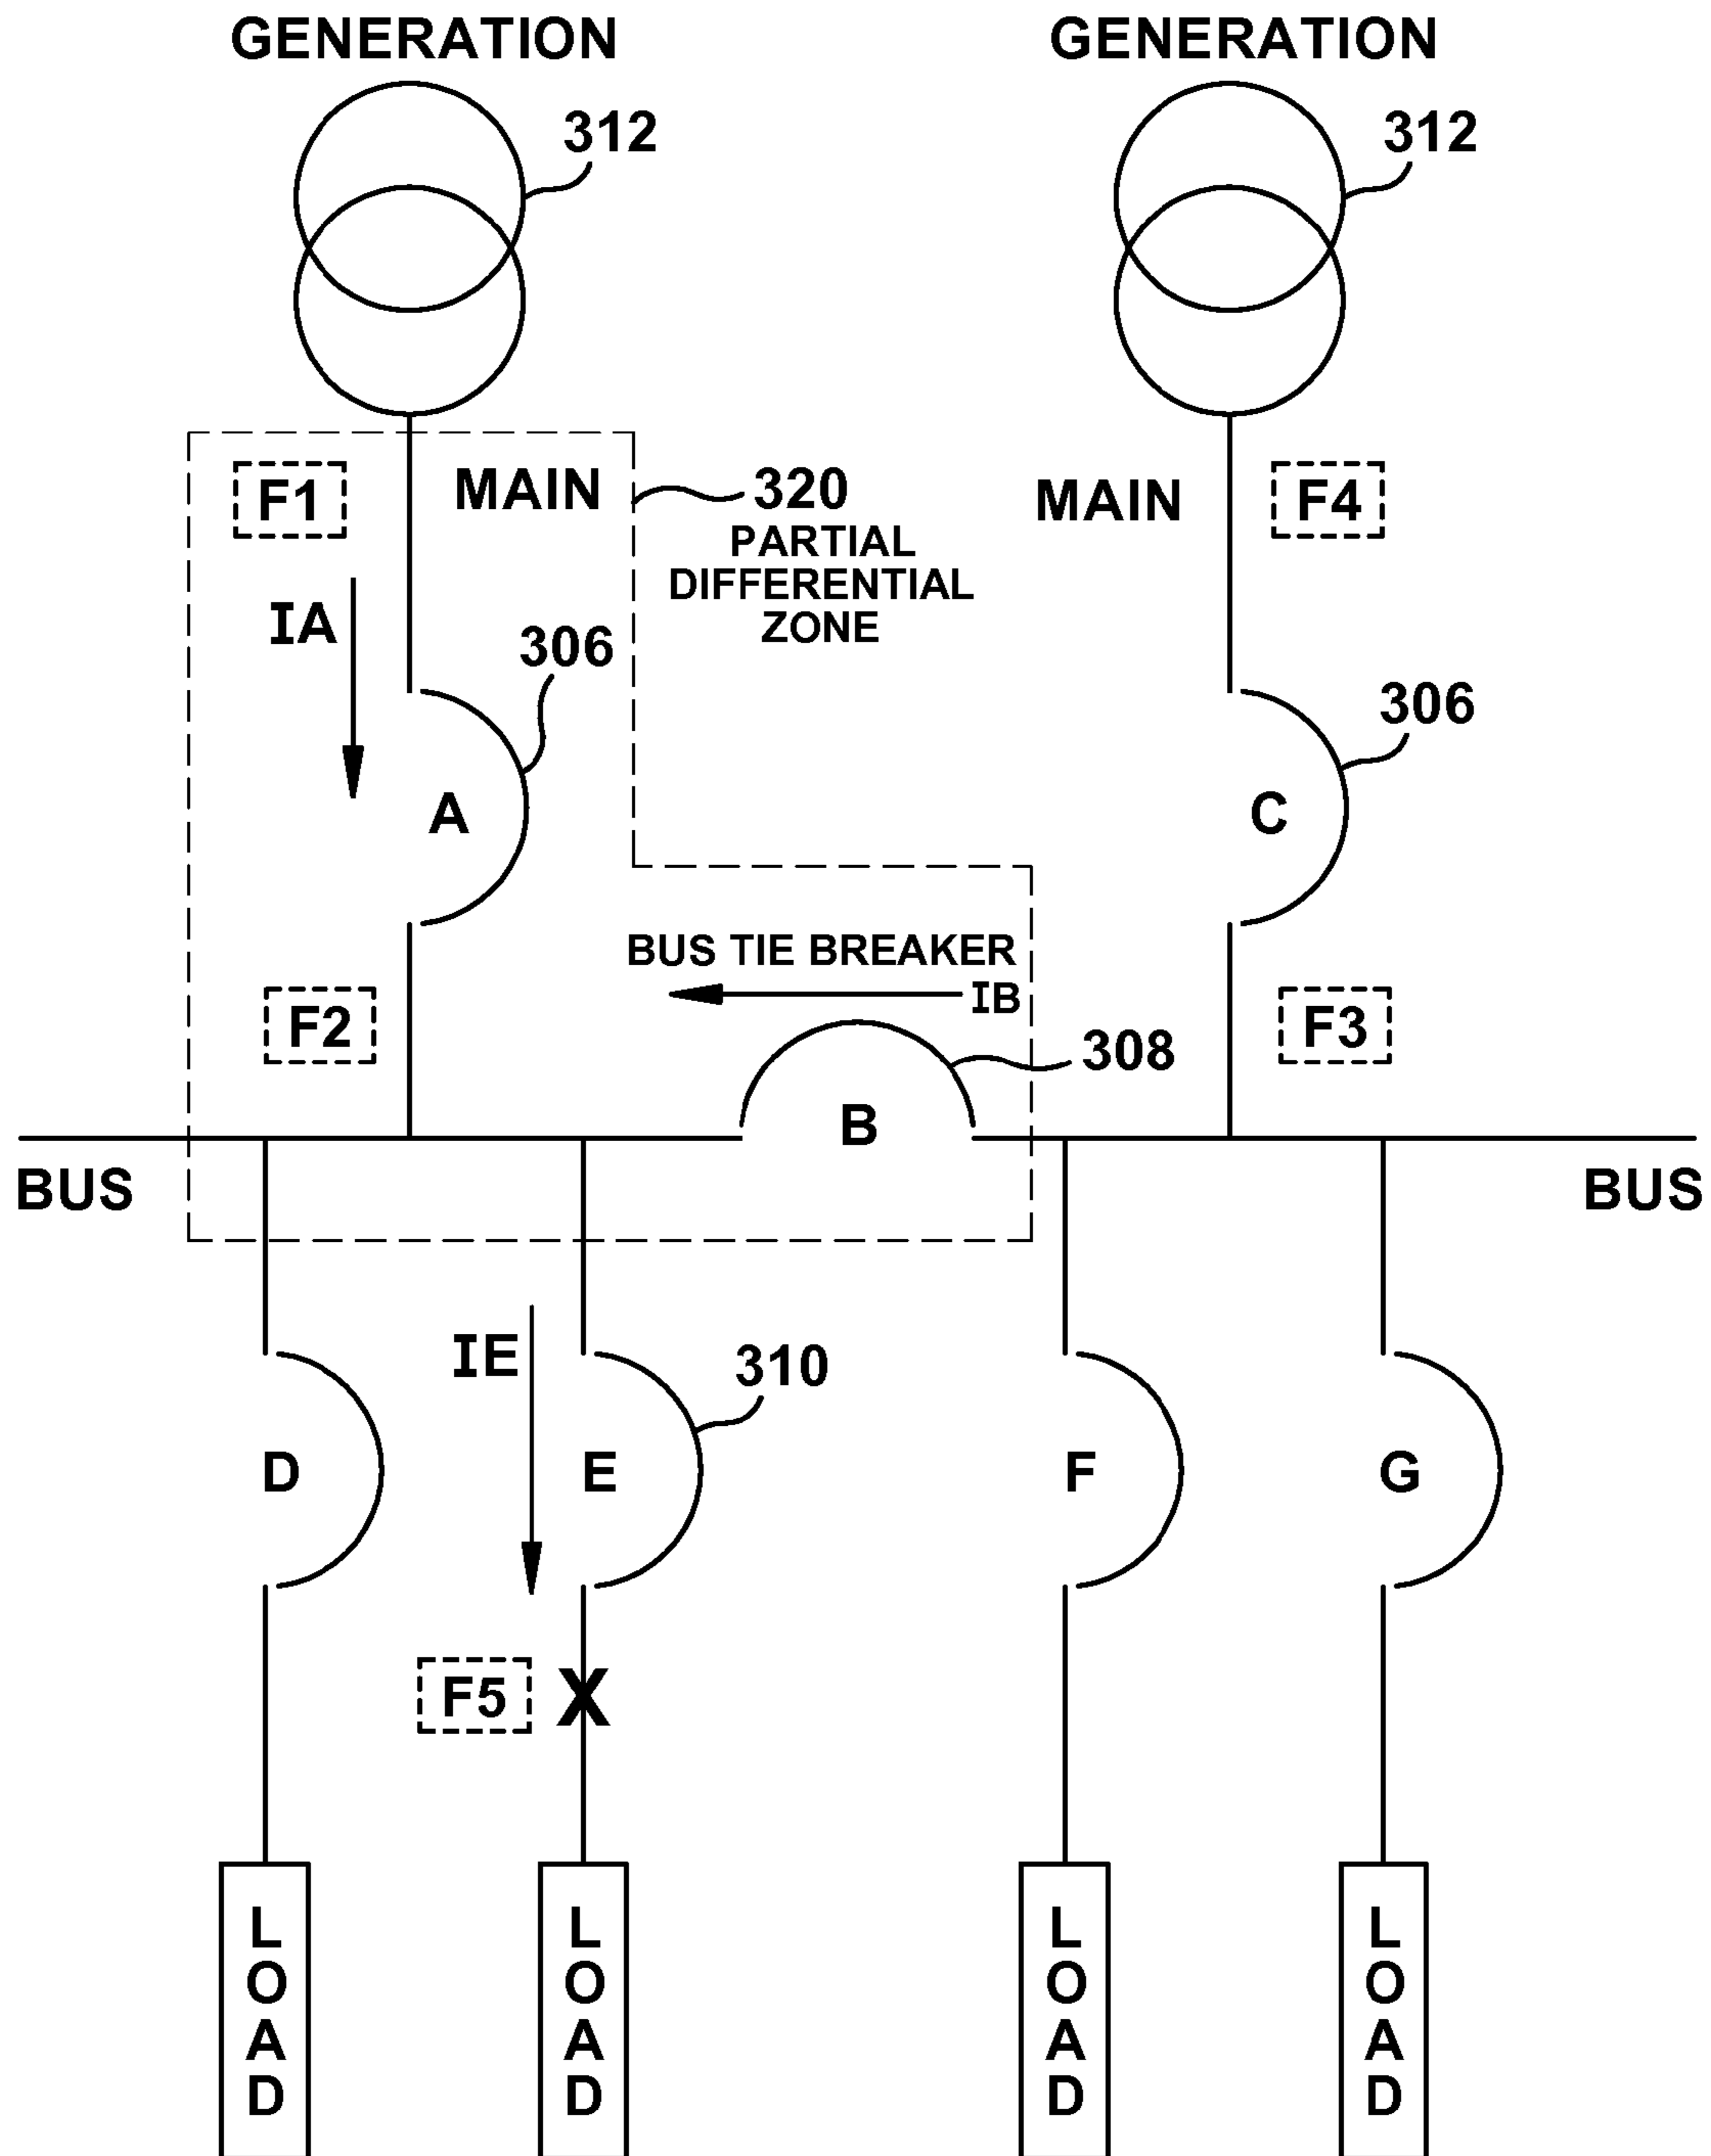 GENERATION
GENERATION
312
312
F1
MAIN
320
PARTIAL
DIFFERENTIAL
ZONE
MAIN
F4
IA
306
306
A
C
BUS TIE BREAKER
IB
F2
F3
308
B
BUS
BUS
IE
310
D
E
F
G
F5
X
LOAD
LOAD
LOAD
LOAD